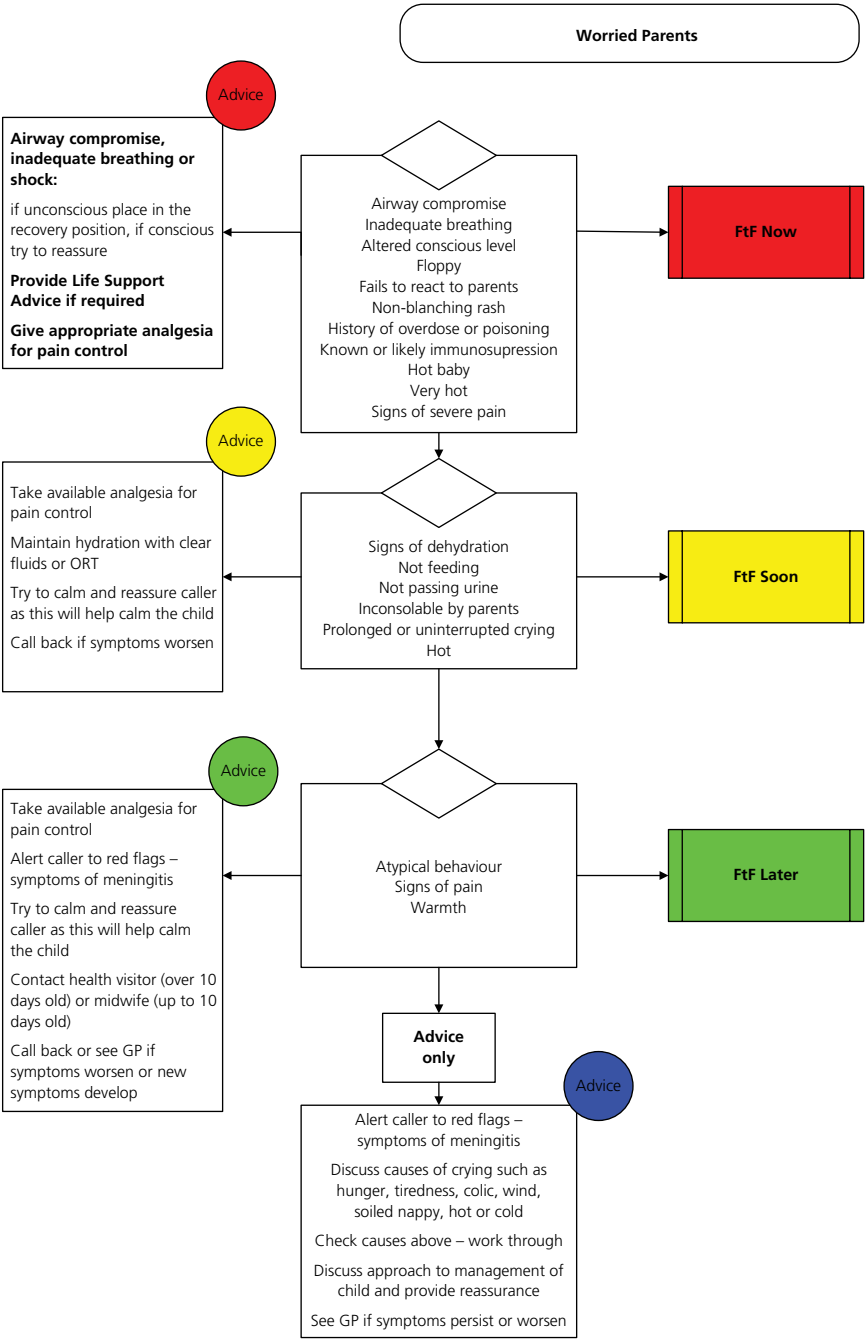 Worried Parents
Advice
Airway compromise,
inadequate breathing or
shock:
if unconscious place in the
recovery position, if conscious
try to reassure
Provide Life Support
Advice if required
Give appropriate analgesia
for pain control
Airway compromise
Inadequate breathing
Altered conscious level
Floppy
Fails to react to parents
Non-blanching rash
History of overdose or poisoning
Known or likely immunosupression
Hot baby
Very hot
Signs of severe pain
FtF Now
Advice
Take available analgesia for
pain control
Maintain hydration with clear
fluids or ORT
Try to calm and reassure caller
as this will help calm the child
Call back if symptoms worsen
Signs of dehydration
Not feeding
Not passing urine
Inconsolable by parents
Prolonged or uninterrupted crying
Hot
FtF Soon
Advice
Take available analgesia for
pain control
Alert caller to red flags –
symptoms of meningitis
Try to calm and reassure
caller as this will help calm
the child
Contact health visitor (over 10
days old) or midwife (up to 10
days old)
Call back or see GP if
symptoms worsen or new
symptoms develop
Atypical behaviour
Signs of pain
Warmth
FtF Later
Advice
only
Advice
Alert caller to red flags –
symptoms of meningitis
Discuss causes of crying such as
hunger, tiredness, colic, wind,
soiled nappy, hot or cold
Check causes above – work through
Discuss approach to management of
child and provide reassurance
See GP if symptoms persist or worsen